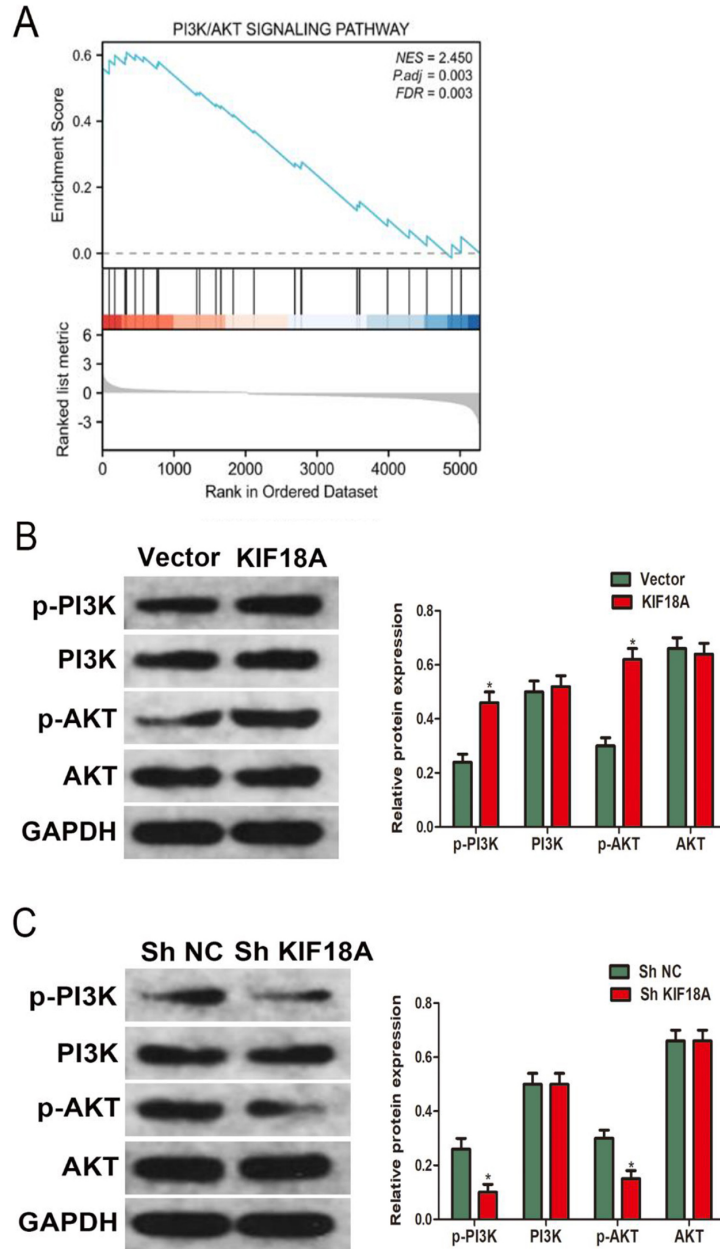 A
PI3K/AKT SIGNALING PATHWAY
NES = 2.450
P.adj = 0.003
FDR = 0.003
Enrichment Score
0.6
0.4
0.2
0.0
Ranked list metric
6
3
0
-3
0 1000 2000 3000 4000 5000
Rank in Ordered Dataset
B
Vector KIF18A
p-PI3K
PI3K
p-AKT
AKT
GAPDH
Vector
KIF18A
Relative protein expression
0.8
0.6
0.4
0.2
0.0
* *
p-PI3K PI3K p-AKT AKT
C
Sh NC Sh KIF18A
p-PI3K
PI3K
p-AKT
AKT
GAPDH
Sh NC
Sh KIF18A
Relative protein expression
0.8
0.6
0.4
0.2
0.0
* *
p-PI3K PI3K p-AKT AKT